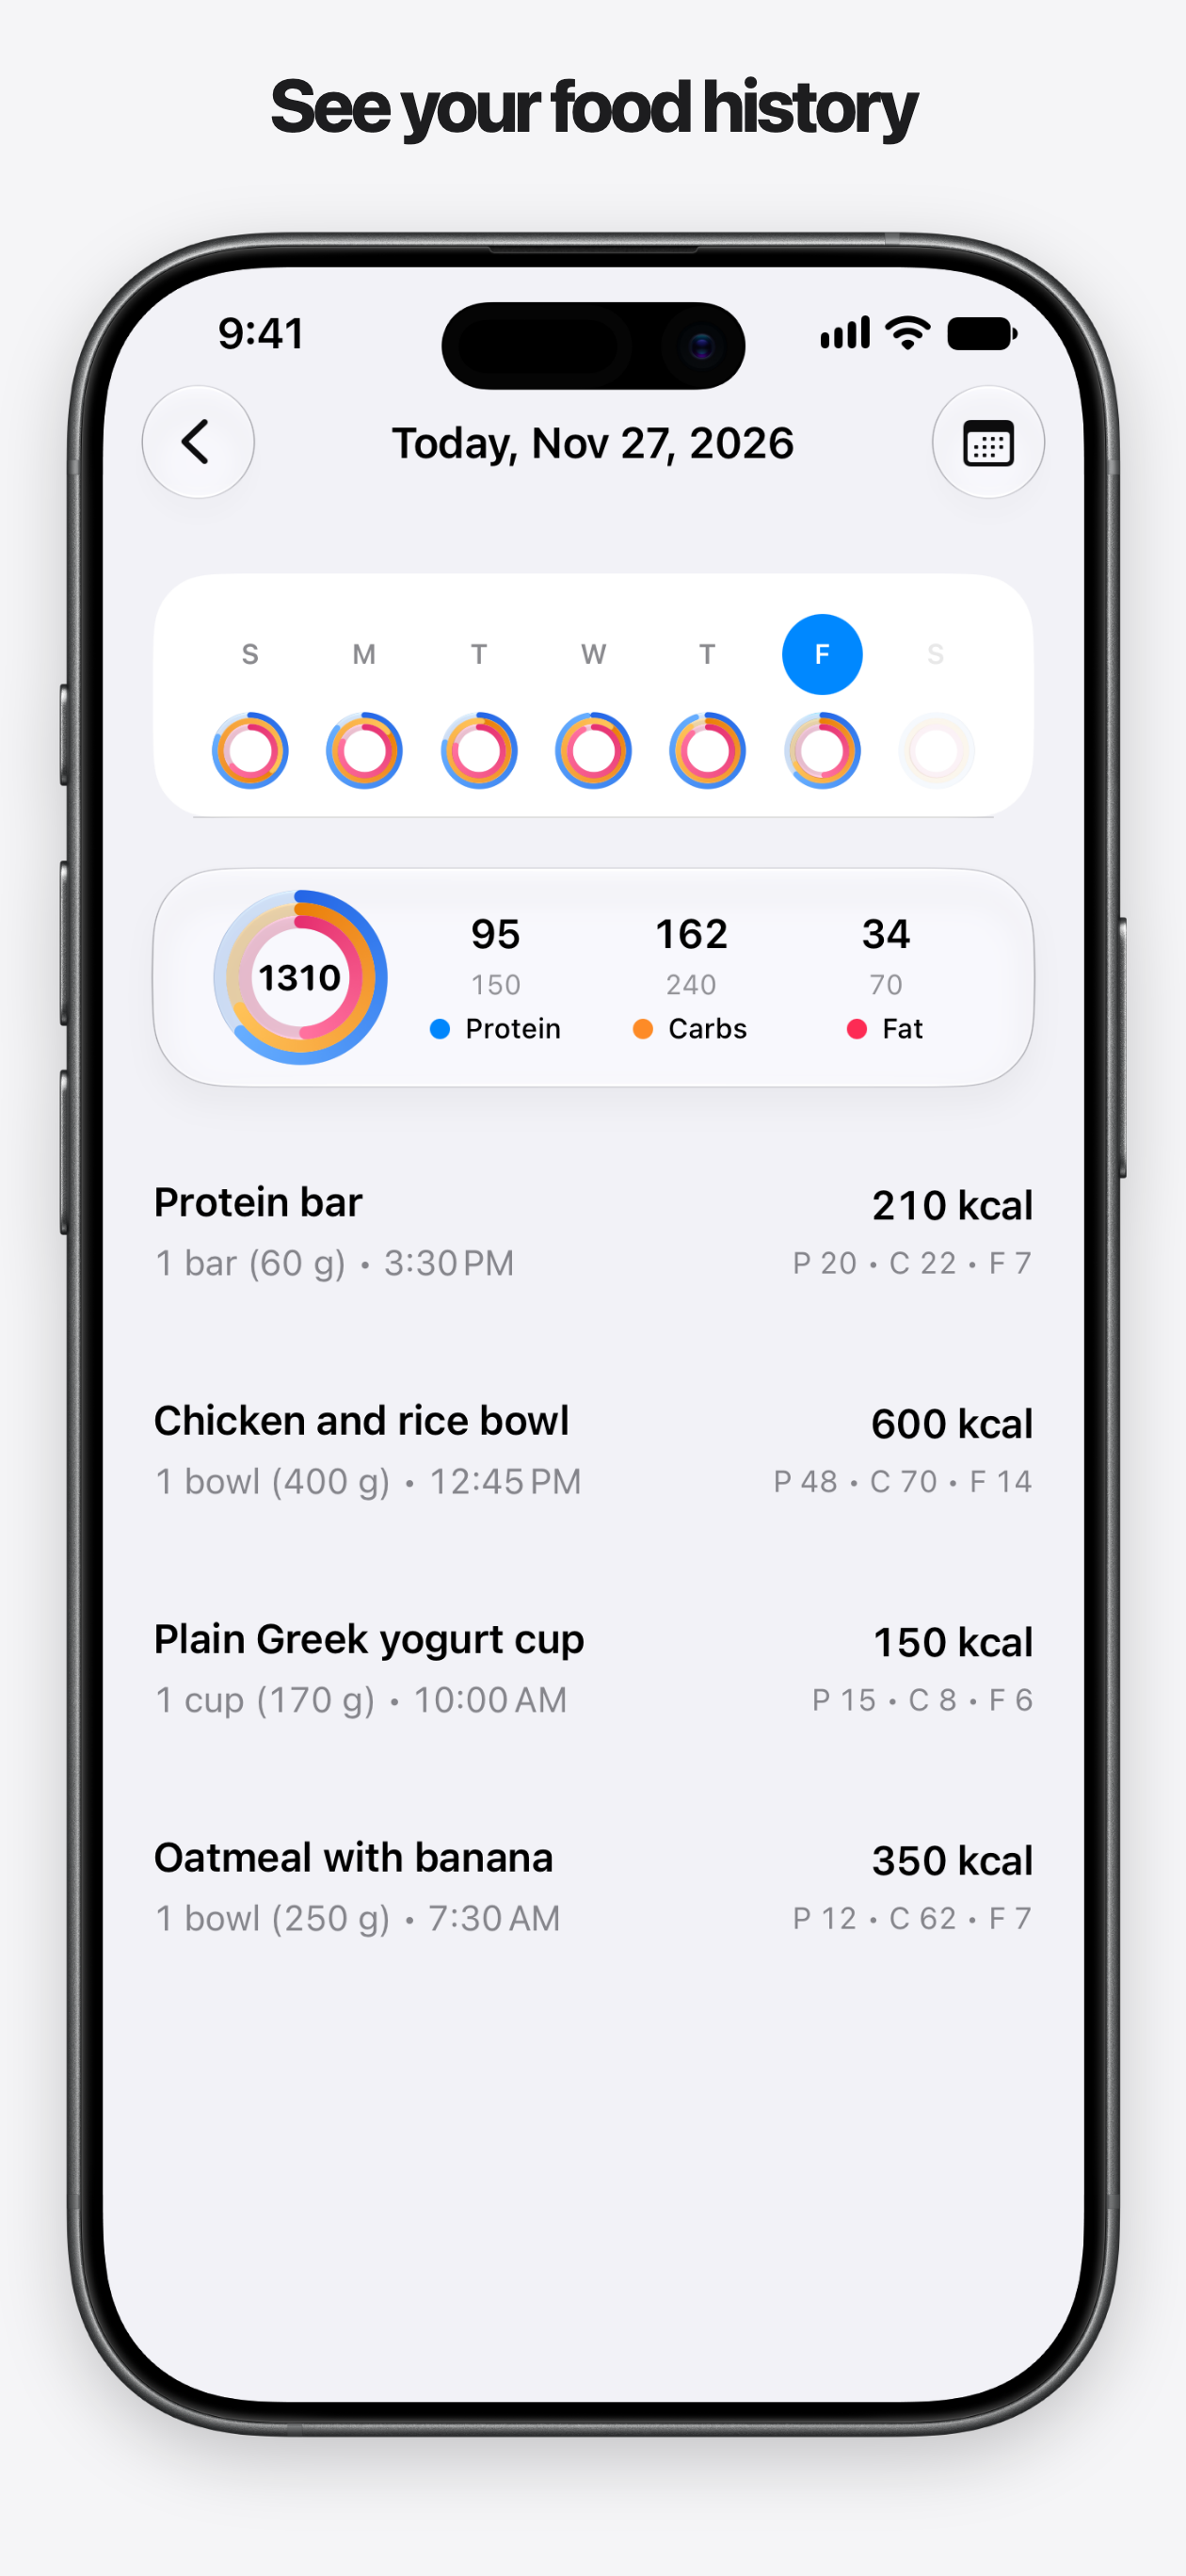 See your food history
9:41
Today, Nov 27, 2026
S M T W T F S
1310
95 162 34
150 240 70
Protein Carbs Fat
Protein bar 210 kcal
1 bar (60 g) • 3:30 PM P 20 • C 22 • F 7
Chicken and rice bowl 600 kcal
1 bowl (400 g) • 12:45 PM P 48 • C 70 • F 14
Plain Greek yogurt cup 150 kcal
1 cup (170 g) • 10:00 AM P 15 • C 8 • F 6
Oatmeal with banana 350 kcal
1 bowl (250 g) • 7:30 AM P 12 • C 62 • F 7